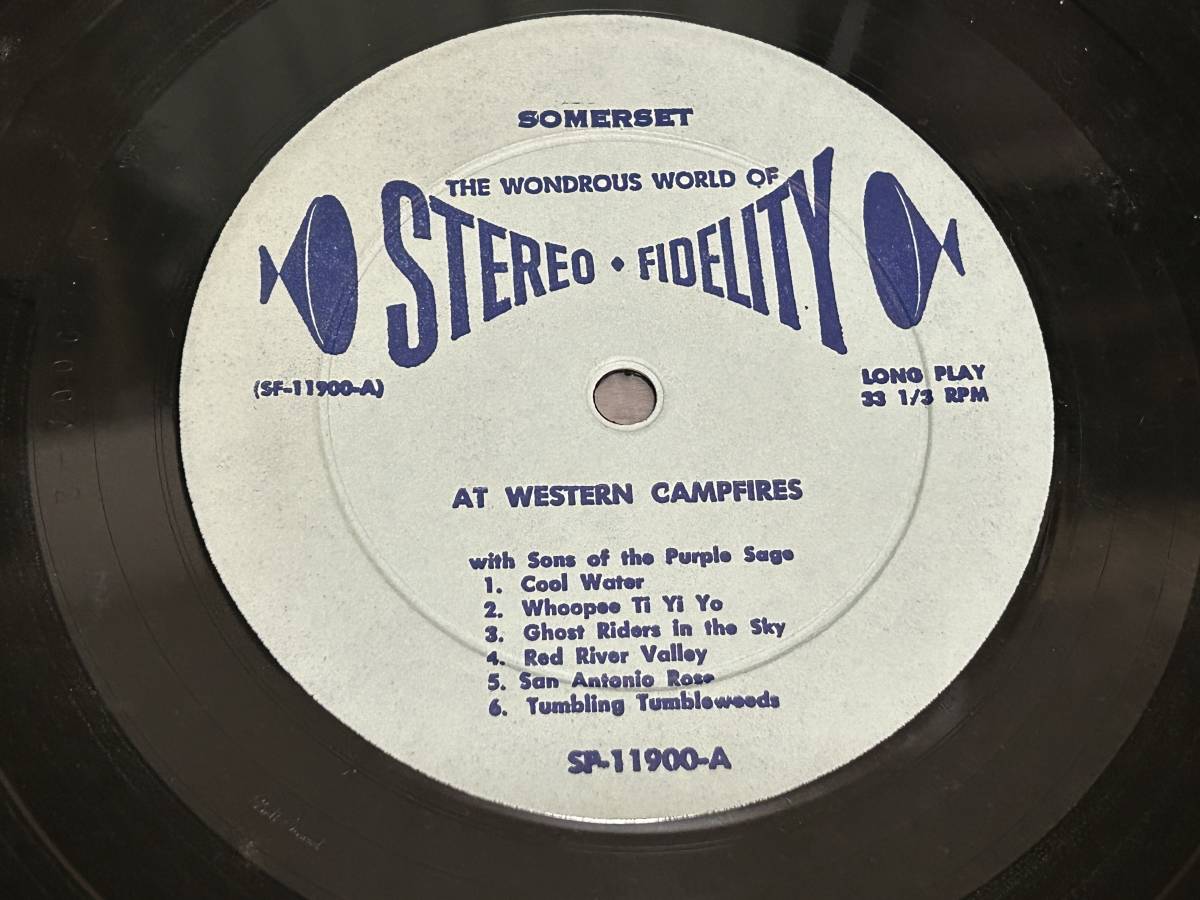 SOMERSET
THE WONDROUS WORLD OF
STEREO • FIDELITY
(SF-11900-A)
LONG PLAY
33 1/3 RPM
AT WESTERN CAMPFIRES
with Sons of the Purple Sage
1. Cool Water
2. Whoopee Ti Yi Yo
3. Ghost Riders in the Sky
4. Red River Valley
5. San Antonio Rose
6. Tumbling Tumbleweeds
SP-11900-A